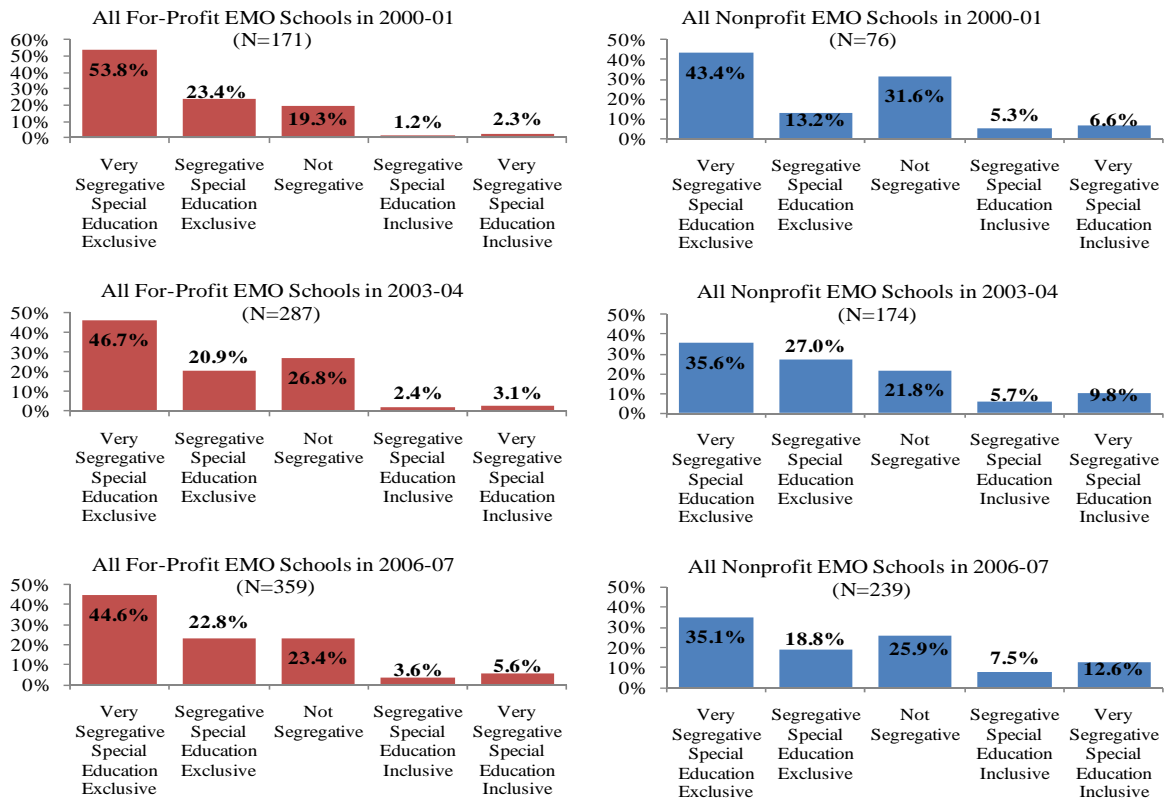 All For-Profit EMO Schools in 2000-01
(N=171)
60%
50%
40%
30%
20%
10%
0%
53.8%
23.4%
19.3%
1.2%
2.3%
Very
Segregative
Special
Education
Exclusive
Segregative
Special
Education
Exclusive
Not
Segregative
Segregative
Special
Education
Inclusive
Very
Segregative
Special
Education
Inclusive
All Nonprofit EMO Schools in 2000-01
(N=76)
50%
40%
30%
20%
10%
0%
43.4%
13.2%
31.6%
5.3%
6.6%
Very
Segregative
Special
Education
Exclusive
Segregative
Special
Education
Exclusive
Not
Segregative
Segregative
Special
Education
Inclusive
Very
Segregative
Special
Education
Inclusive
All For-Profit EMO Schools in 2003-04
(N=287)
50%
40%
30%
20%
10%
0%
46.7%
20.9%
26.8%
2.4%
3.1%
Very
Segregative
Special
Education
Exclusive
Segregative
Special
Education
Exclusive
Not
Segregative
Segregative
Special
Education
Inclusive
Very
Segregative
Special
Education
Inclusive
All Nonprofit EMO Schools in 2003-04
(N=174)
50%
40%
30%
20%
10%
0%
35.6%
27.0%
21.8%
5.7%
9.8%
Very
Segregative
Special
Education
Exclusive
Segregative
Special
Education
Exclusive
Not
Segregative
Segregative
Special
Education
Inclusive
Very
Segregative
Special
Education
Inclusive
All For-Profit EMO Schools in 2006-07
(N=359)
50%
40%
30%
20%
10%
0%
44.6%
22.8%
23.4%
3.6%
5.6%
Very
Segregative
Special
Education
Exclusive
Segregative
Special
Education
Exclusive
Not
Segregative
Segregative
Special
Education
Inclusive
Very
Segregative
Special
Education
Inclusive
All Nonprofit EMO Schools in 2006-07
(N=239)
50%
40%
30%
20%
10%
0%
35.1%
18.8%
25.9%
7.5%
12.6%
Very
Segregative
Special
Education
Exclusive
Segregative
Special
Education
Exclusive
Not
Segregative
Segregative
Special
Education
Inclusive
Very
Segregative
Special
Education
Inclusive